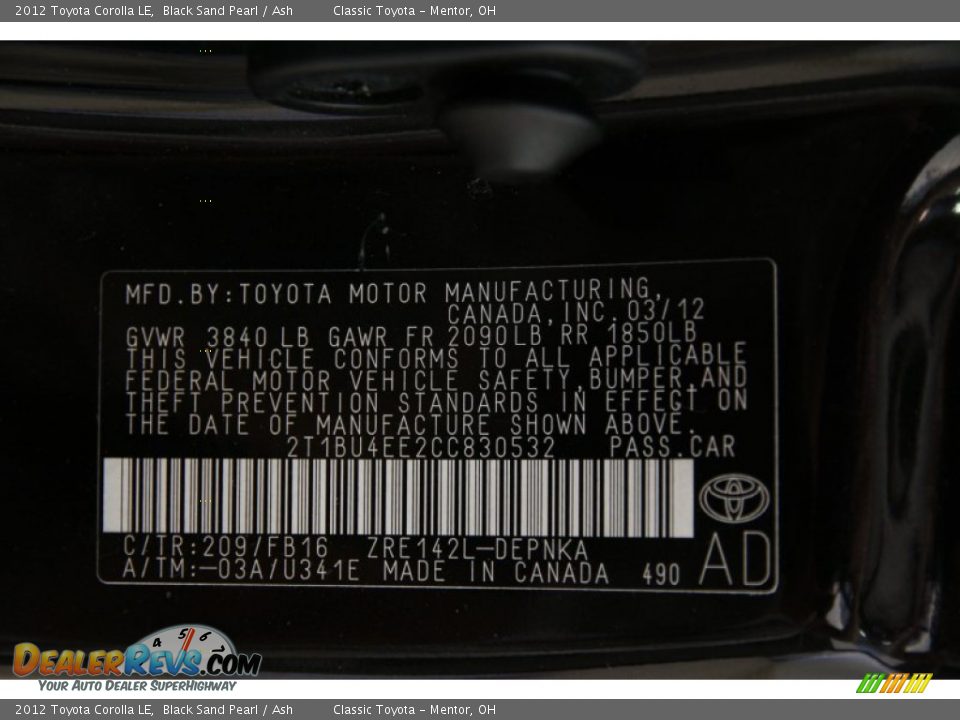 2012 Toyota Corolla LE, Black Sand Pearl / Ash Classic Toyota - Mentor, OH
MFD.BY:TOYOTA MOTOR MANUFACTURING,
CANADA,INC.03/12
GVWR 3840 LB GAWR FR 2090LB RR 1850LB
THIS VEHICLE CONFORMS TO ALL APPLICABLE
FEDERAL MOTOR VEHICLE SAFETY,BUMPER,AND
THEFT PREVENTION STANDARDS IN EFFECT ON
THE DATE OF MANUFACTURE SHOWN ABOVE.
2T1BU4EE2CC830532 PASS.CAR
C/TR:209/FB16 ZRE142L-DEPNKA
A/TM:-03A/U341E MADE IN CANADA 490 AD
4 5 6
DEALERREVS.COM
YOUR AUTO DEALER SUPERHIGHWAY
2012 Toyota Corolla LE, Black Sand Pearl / Ash Classic Toyota - Mentor, OH